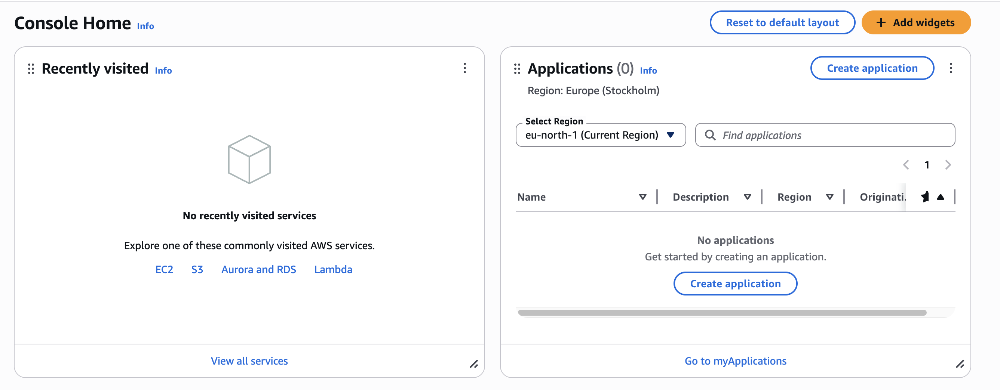 Console Home Info
Reset to default layout
+ Add widgets
Recently visited Info
No recently visited services
Explore one of these commonly visited AWS services.
EC2 S3 Aurora and RDS Lambda
View all services
Applications (0) Info
Create application
Region: Europe (Stockholm)
Select Region
eu-north-1 (Current Region)
Find applications
1
Name Description Region Originati.
No applications
Get started by creating an application.
Create application
Go to myApplications